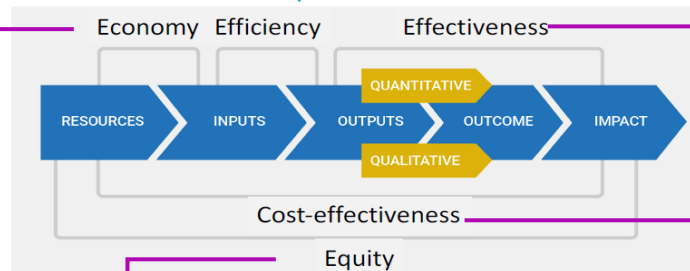 Economy Efficiency Effectiveness
QUANTITATIVE
RESOURCES INPUTS OUTPUTS OUTCOME IMPACT
QUALITATIVE
Cost-effectiveness
Equity